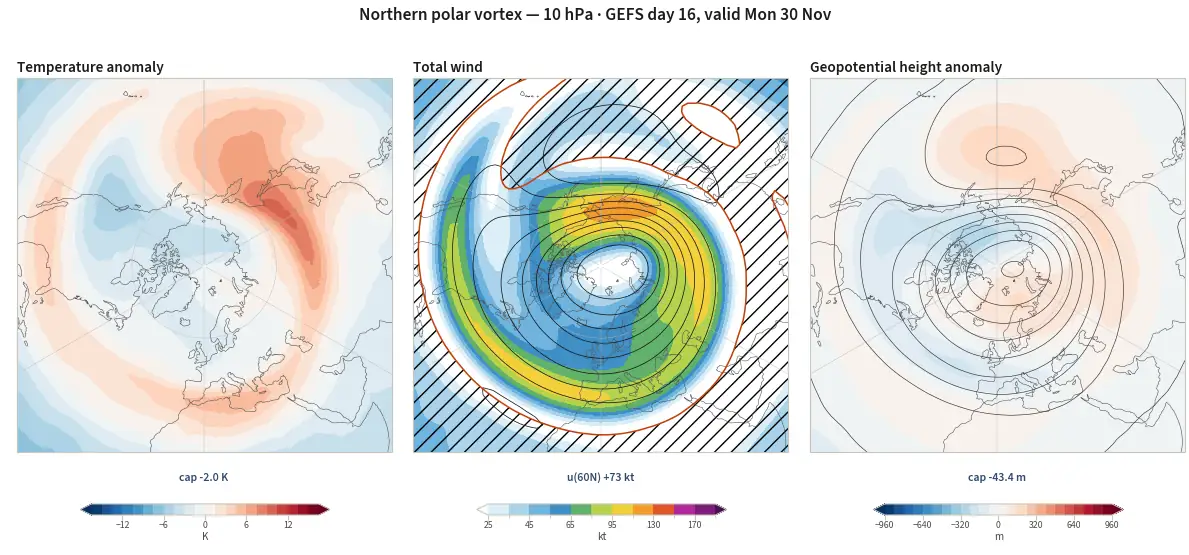 Northern polar vortex — 10 hPa · GEFS day 16, valid Mon 30 Nov
Temperature anomaly
Total wind
Geopotential height anomaly
cap -2.0 K
u(60N) +73 kt
cap -43.4 m
−12 −6 0 6 12
K
25 45 65 95 130 170
kt
−960 −640 −320 0 320 640 960
m